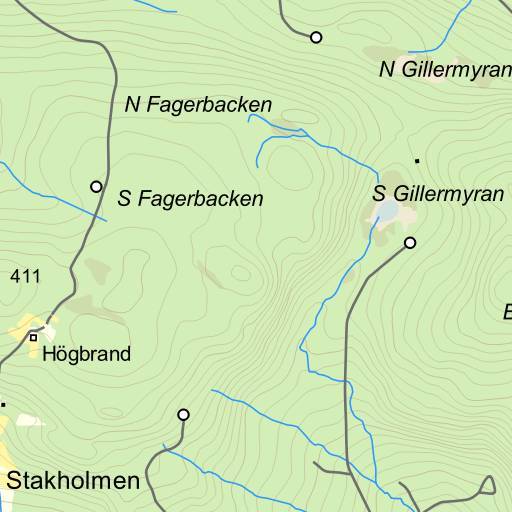 N Gillermyran
N Fagerbacken
S Fagerbacken
S Gillermyran
411
Högbrand
Stakholmen